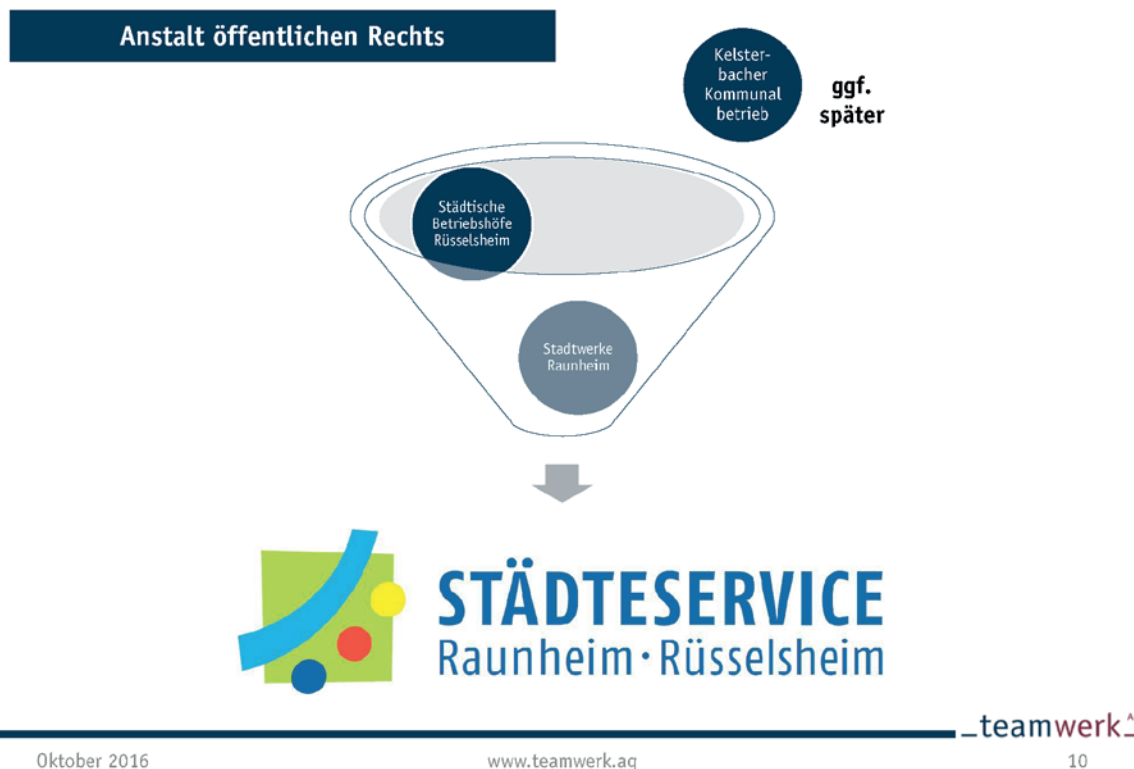 Anstalt öffentlichen Rechts
Kelster-
bacher
Kommunal
betrieb
ggf.
später
Städtische
Betriebshöfe
Rüsselsheim
Stadtwerke
Raunheim
STÄDTESERVICE
Raunheim·Rüsselsheim
_teamwerk_A
Oktober 2016
www.teamwerk.ag
10